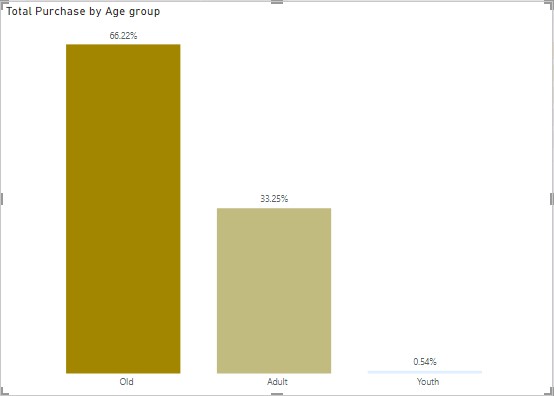 Total Purchase by Age group
66.22%
33.25%
0.54%
Old
Adult
Youth